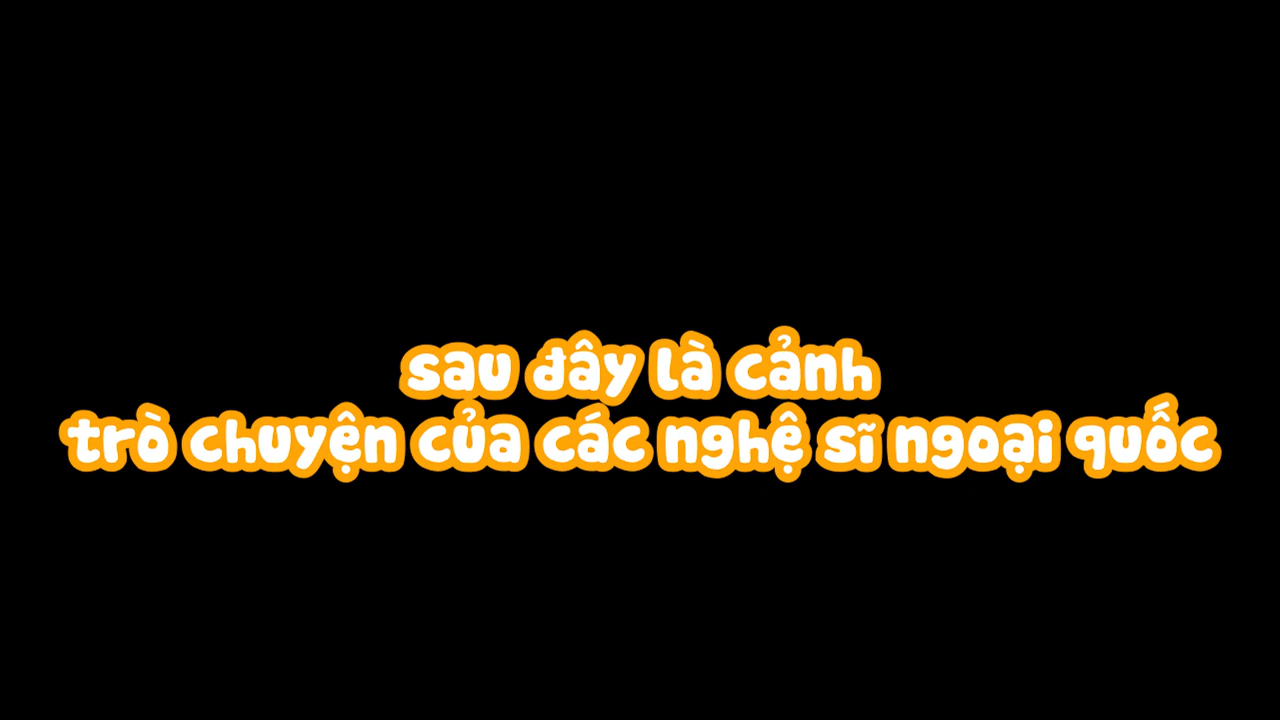 sau đây là cảnh
trò chuyện của các nghệ sĩ ngoại quốc